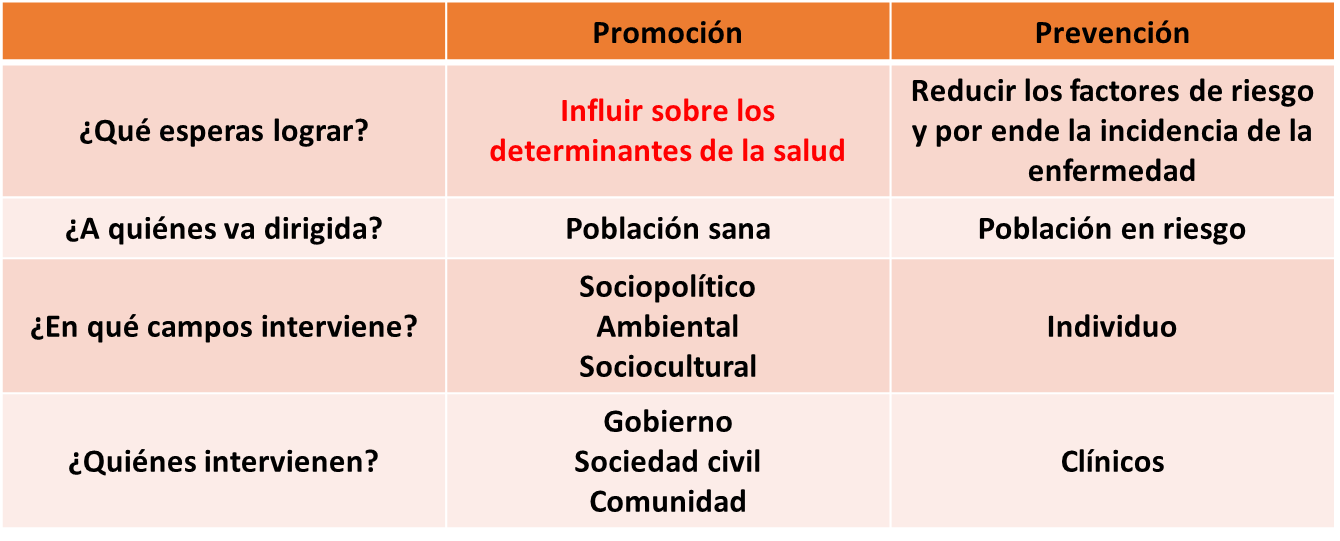 Promoción
Prevención
¿Qué esperas lograr?
Influir sobre los
determinantes de la salud
Reducir los factores de riesgo
y por ende la incidencia de la
enfermedad
¿A quiénes va dirigida?
Población sana
Población en riesgo
¿En qué campos interviene?
Sociopolítico
Ambiental
Sociocultural
Individuo
¿Quiénes intervienen?
Gobierno
Sociedad civil
Comunidad
Clínicos